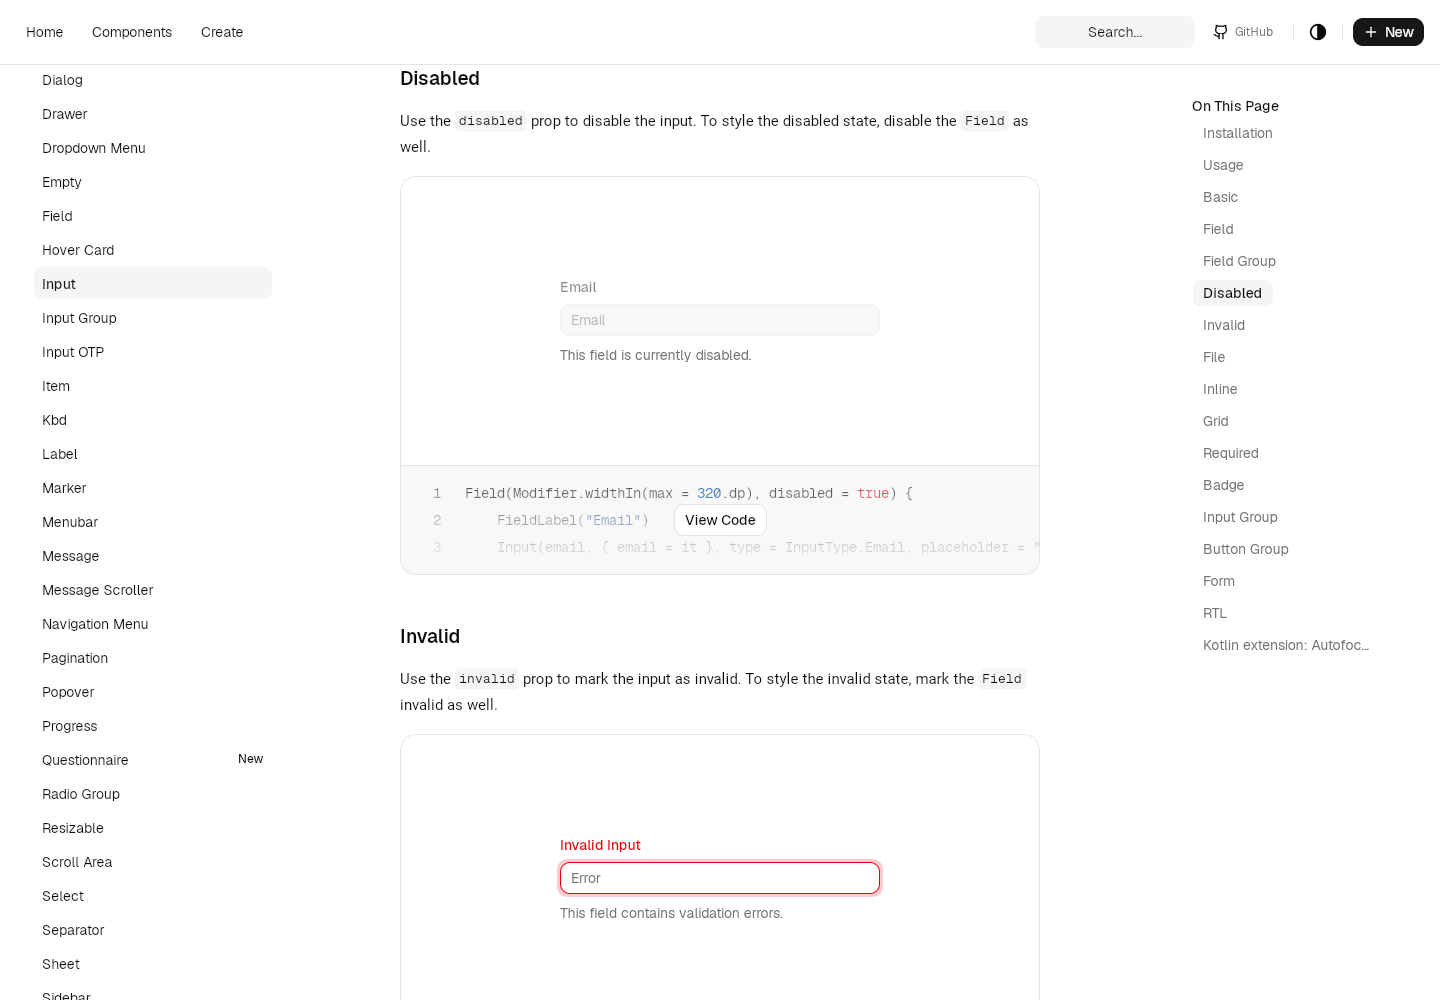 Home
Components
Create
Search...
GitHub
New
Dialog
Drawer
Dropdown Menu
Empty
Field
Hover Card
Input
Input Group
Input OTP
Item
Kbd
Label
Marker
Menubar
Message
Message Scroller
Navigation Menu
Pagination
Popover
Progress
Questionnaire New
Radio Group
Resizable
Scroll Area
Select
Separator
Sheet
Sidebar
Disabled
Use the disabled prop to disable the input. To style the disabled state, disable the Field as
well.
Email
Email
This field is currently disabled.
1 Field(Modifier.widthIn(max = 320.dp), disabled = true) {
2 FieldLabel("Email")
View Code
3 Input(email, { email = it }, type = InputType.Email, placeholder = "
Invalid
Use the invalid prop to mark the input as invalid. To style the invalid state, mark the Field
invalid as well.
Invalid Input
Error
This field contains validation errors.
On This Page
Installation
Usage
Basic
Field
Field Group
Disabled
Invalid
File
Inline
Grid
Required
Badge
Input Group
Button Group
Form
RTL
Kotlin extension: Autofoc...